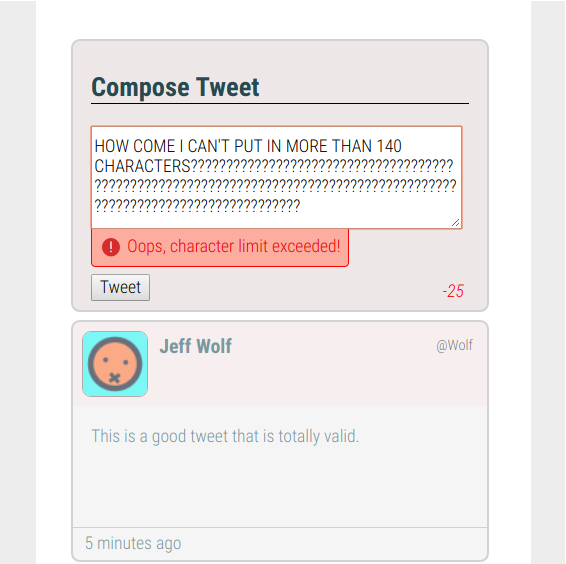 Compose Tweet
HOW COME I CAN'T PUT IN MORE THAN 140
CHARACTERS?????????????????????????????????????
???????????????????????????????????????????????????
?????????????????????????????
! Oops, character limit exceeded!
Tweet
-25
Jeff Wolf
@Wolf
This is a good tweet that is totally valid.
5 minutes ago